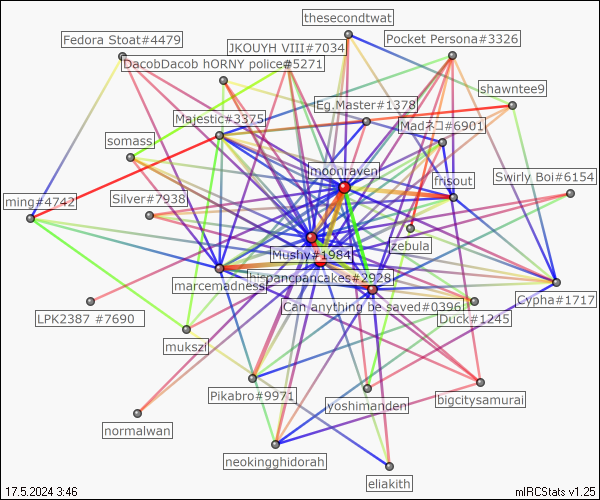 thesecondtwat
Fedora Stoat#4479
Pocket Persona#3326
JKOUYH VIII#7034
DacobDacob hORNY police#5271
shawntee9
Eg.Master#1378
Majestic#3375
Madネコ#6901
somass
moonraven
frisout
Swirly Boi#6154
ming#4742
Silver#7938
zebula
Mushy#1984
hispancpancakes#2928
marcemadness
Cypha#1717
Can anything be saved#0396
LPK2387 #7690
Duck#1245
mukszi
Pikabro#9971
yoshimanden
bigcitysamurai
normalwan
neokingghidorah
eliakith
17.5.2024 3:46
mIRCStats v1.25